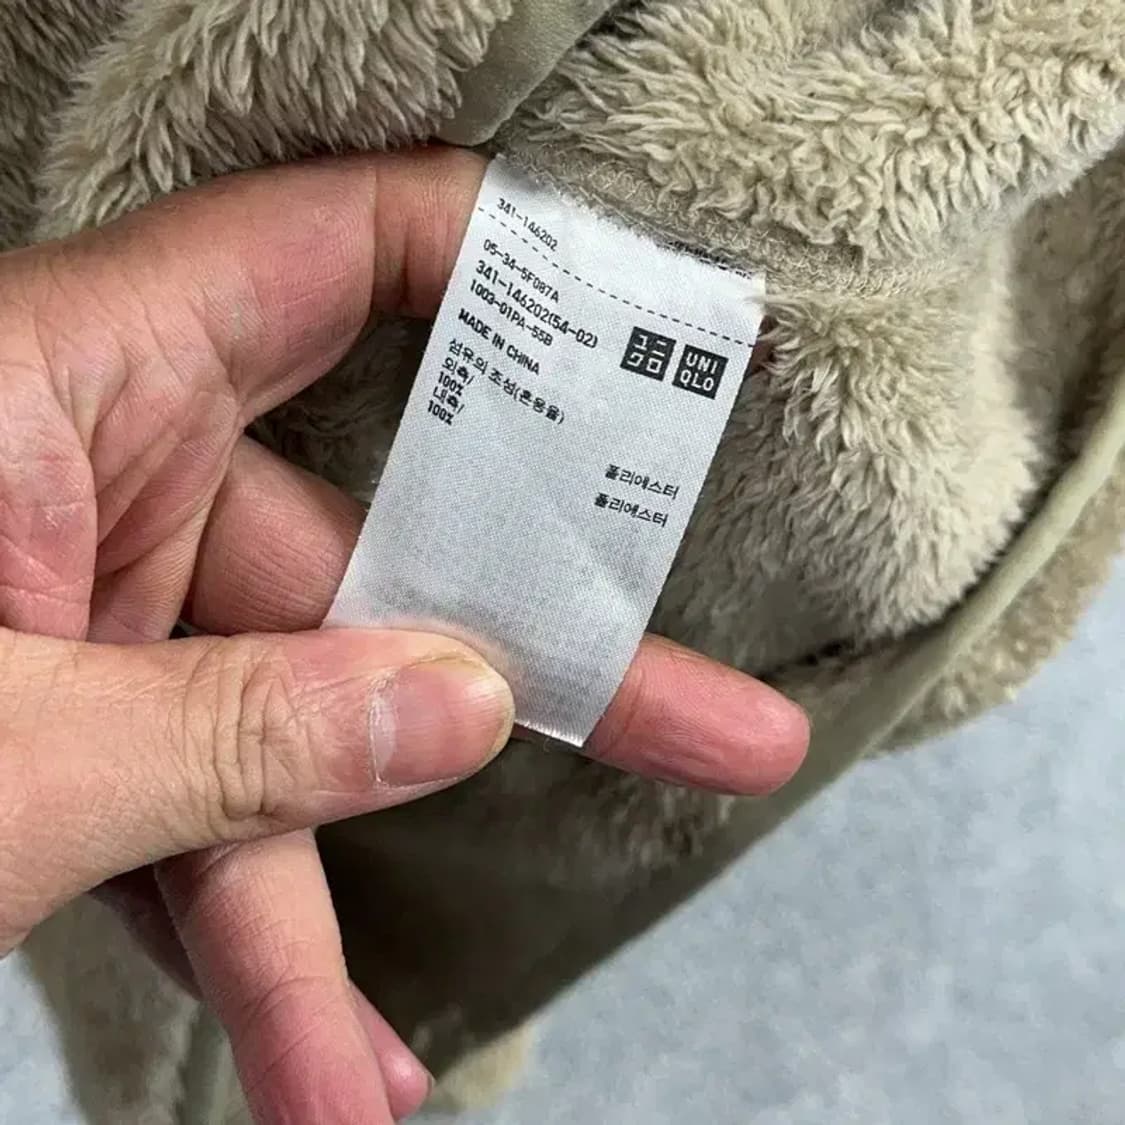 341-146202
05-34-5F087A
341-146202(54-02)
1003-01PA-55B
ユニクロ
UNIQLO
MADE IN CHINA
섬유의 조성(혼용율)
외측/
100%
폴리에스터
내측/
100%
폴리에스터